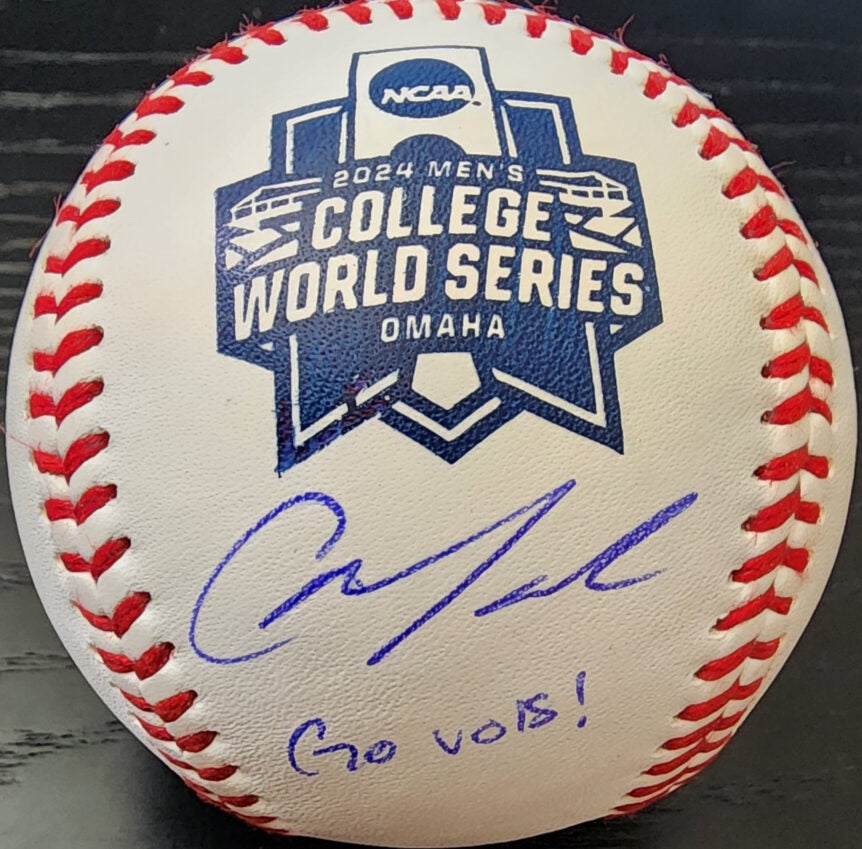 NCAA
2024 MEN'S
COLLEGE
WORLD SERIES
OMAHA
Go Vols!